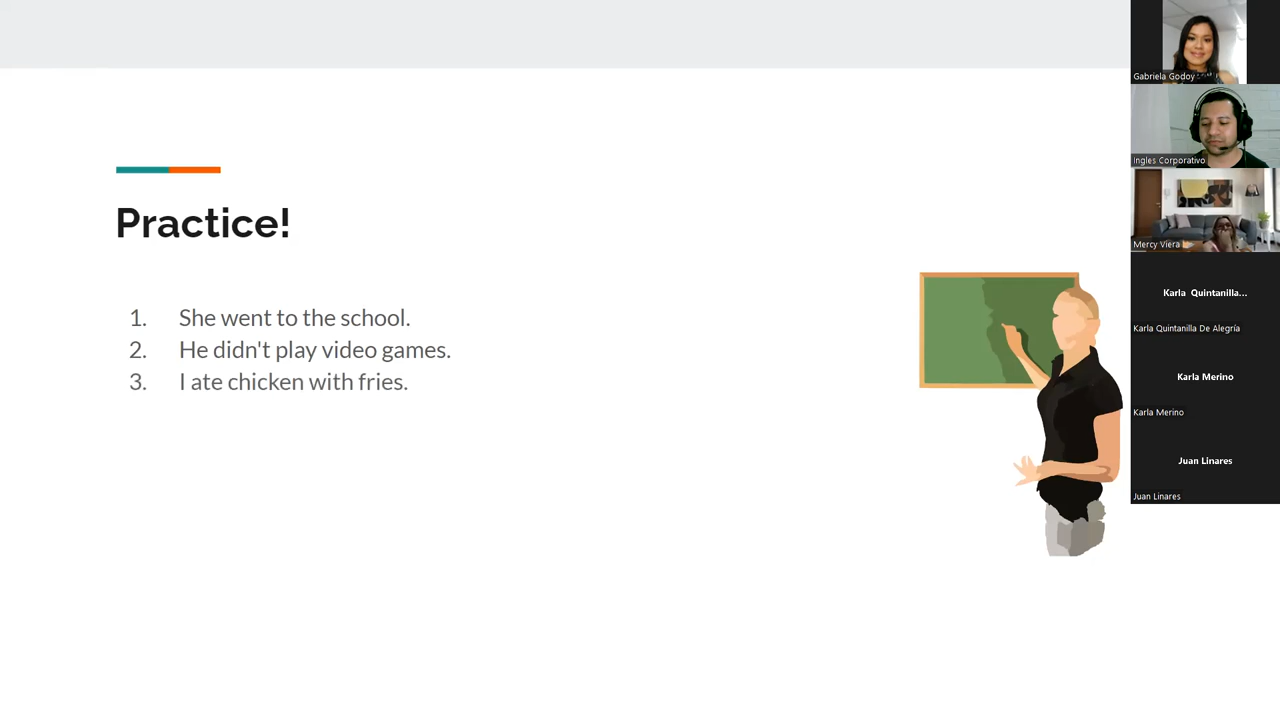 Practice!
1. She went to the school.
2. He didn't play video games.
3. I ate chicken with fries.
Gabriela Godoy
Ingles Corporativo
Mercy Viera
Karla Quintanilla...
Karla Quintanilla De Alegría
Karla Merino
Karla Merino
Juan Linares
Juan Linares